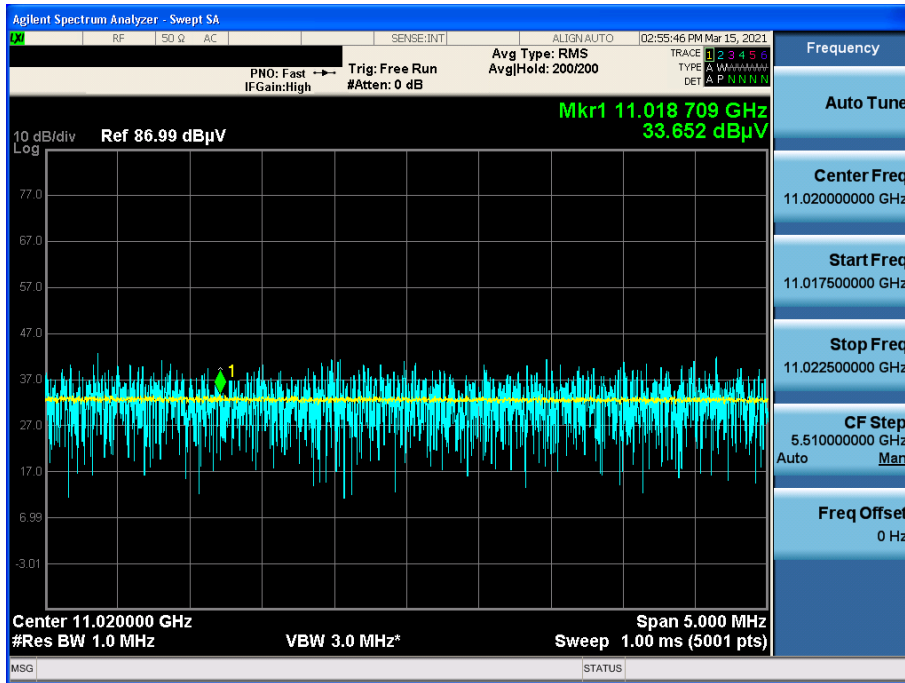 Agilent Spectrum Analyzer - Swept SA
LXI RF 50 Ω AC SENSE:INT ALIGN AUTO 02:55:46 PM Mar 15, 2021
Frequency
PNO: Fast Trig: Free Run Avg Type: RMS TRACE 1 2 3 4 5 6
IFGain:High #Atten: 0 dB Avg|Hold: 200/200 TYPE A WWWWWW
DET A P N N N N
Auto Tune
Mkr1 11.018 709 GHz
33.652 dBµV
10 dB/div Ref 86.99 dBµV
Log
77.0
67.0
57.0
47.0
37.0
27.0
17.0
6.99
-3.01
1
Center Freq
11.020000000 GHz
Start Freq
11.017500000 GHz
Stop Freq
11.022500000 GHz
CF Step
5.510000000 GHz
Auto Man
Freq Offset
0 Hz
Center 11.020000 GHz Span 5.000 MHz
#Res BW 1.0 MHz VBW 3.0 MHz* Sweep 1.00 ms (5001 pts)
MSG STATUS